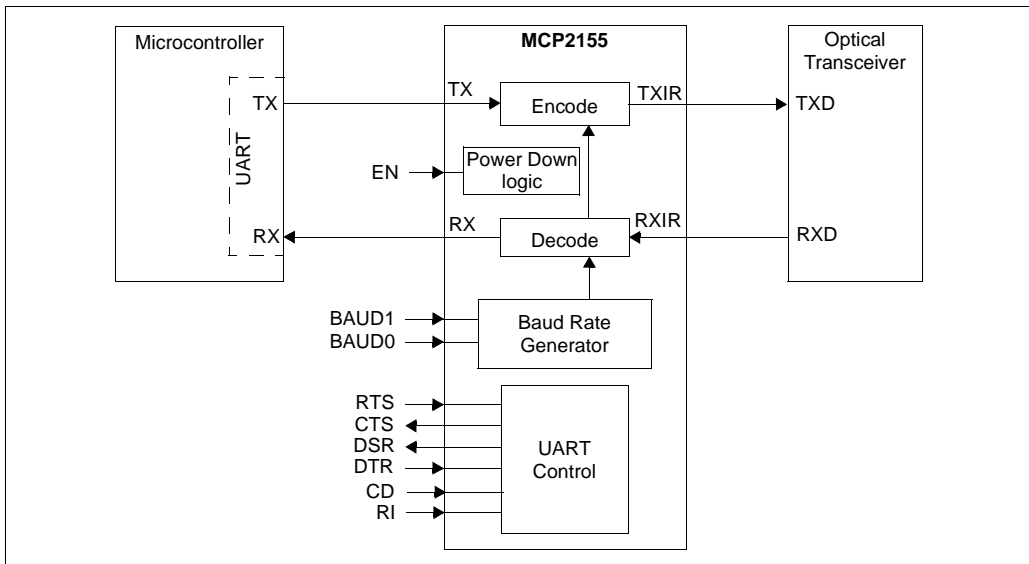 Microcontroller
MCP2155
Optical
Transceiver
TX
TX
Encode
TXIR
TXD
UART
EN
Power Down
logic
RX
RX
Decode
RXIR
RXD
BAUD1
BAUD0
Baud Rate
Generator
RTS
CTS
DSR
DTR
CD
RI
UART
Control